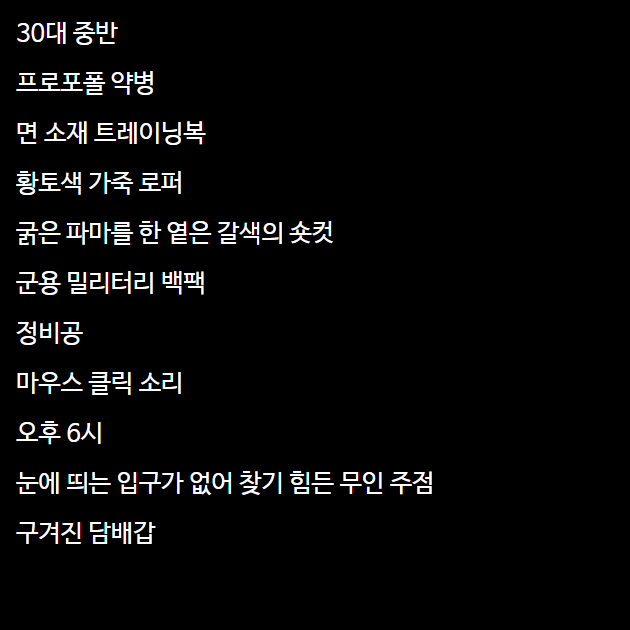 30대 중반
프로포폴 약병
면 소재 트레이닝복
황토색 가죽 로퍼
굵은 파마를 한 옅은 갈색의 숏컷
군용 밀리터리 백팩
정비공
마우스 클릭 소리
오후 6시
눈에 띄는 입구가 없어 찾기 힘든 무인 주점
구겨진 담배갑